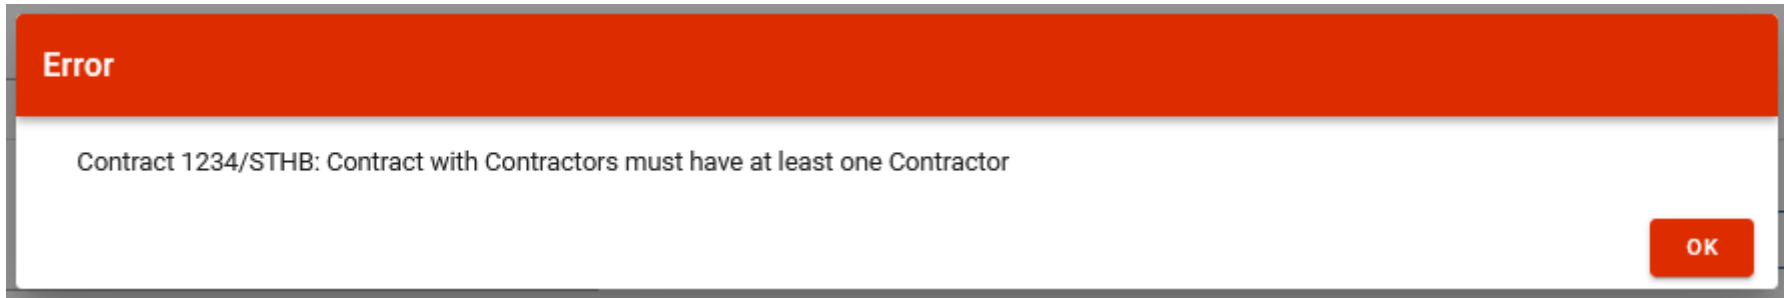 Error
Contract 1234/STHB: Contract with Contractors must have at least one Contractor
OK